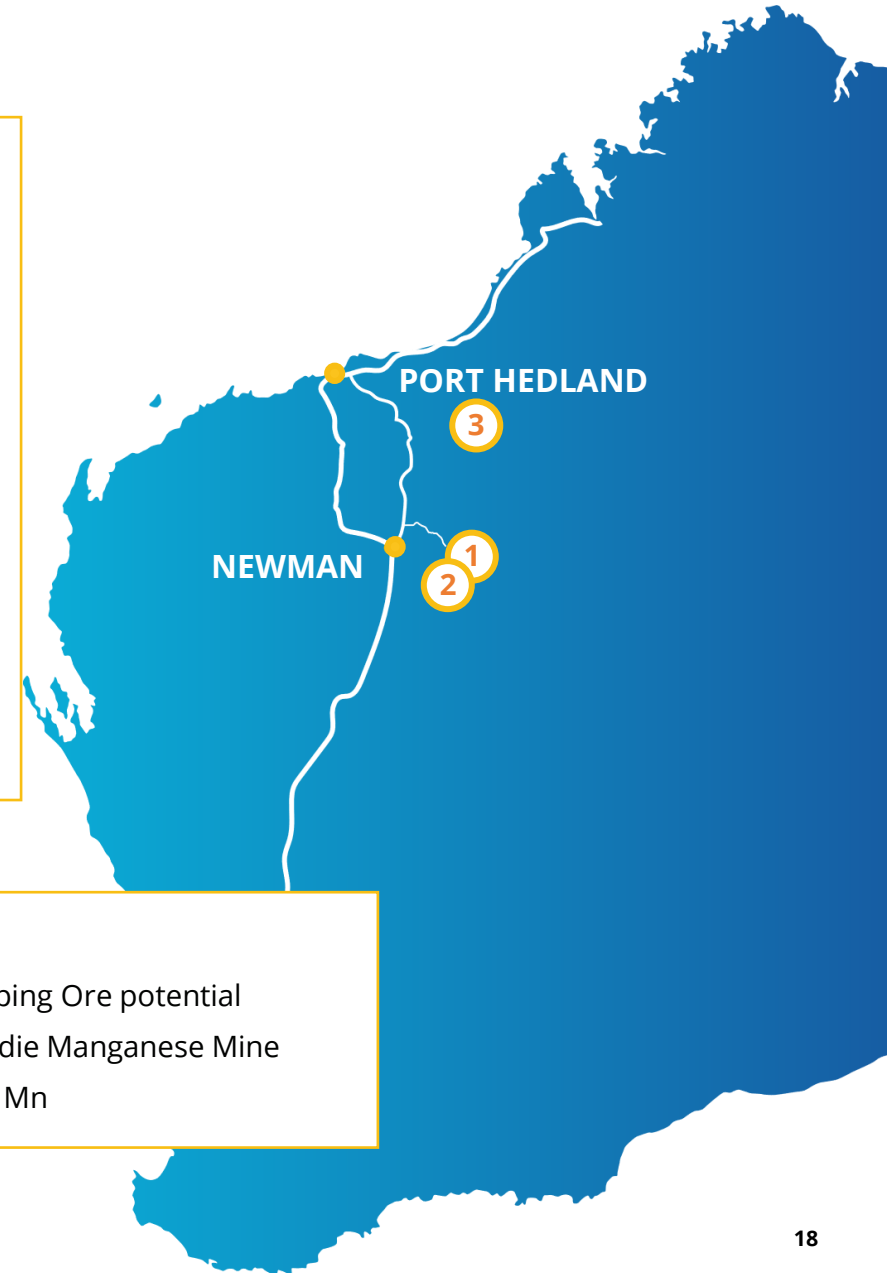 PORT HEDLAND
3
NEWMAN
1
2
ping Ore potential
die Manganese Mine
Mn
18